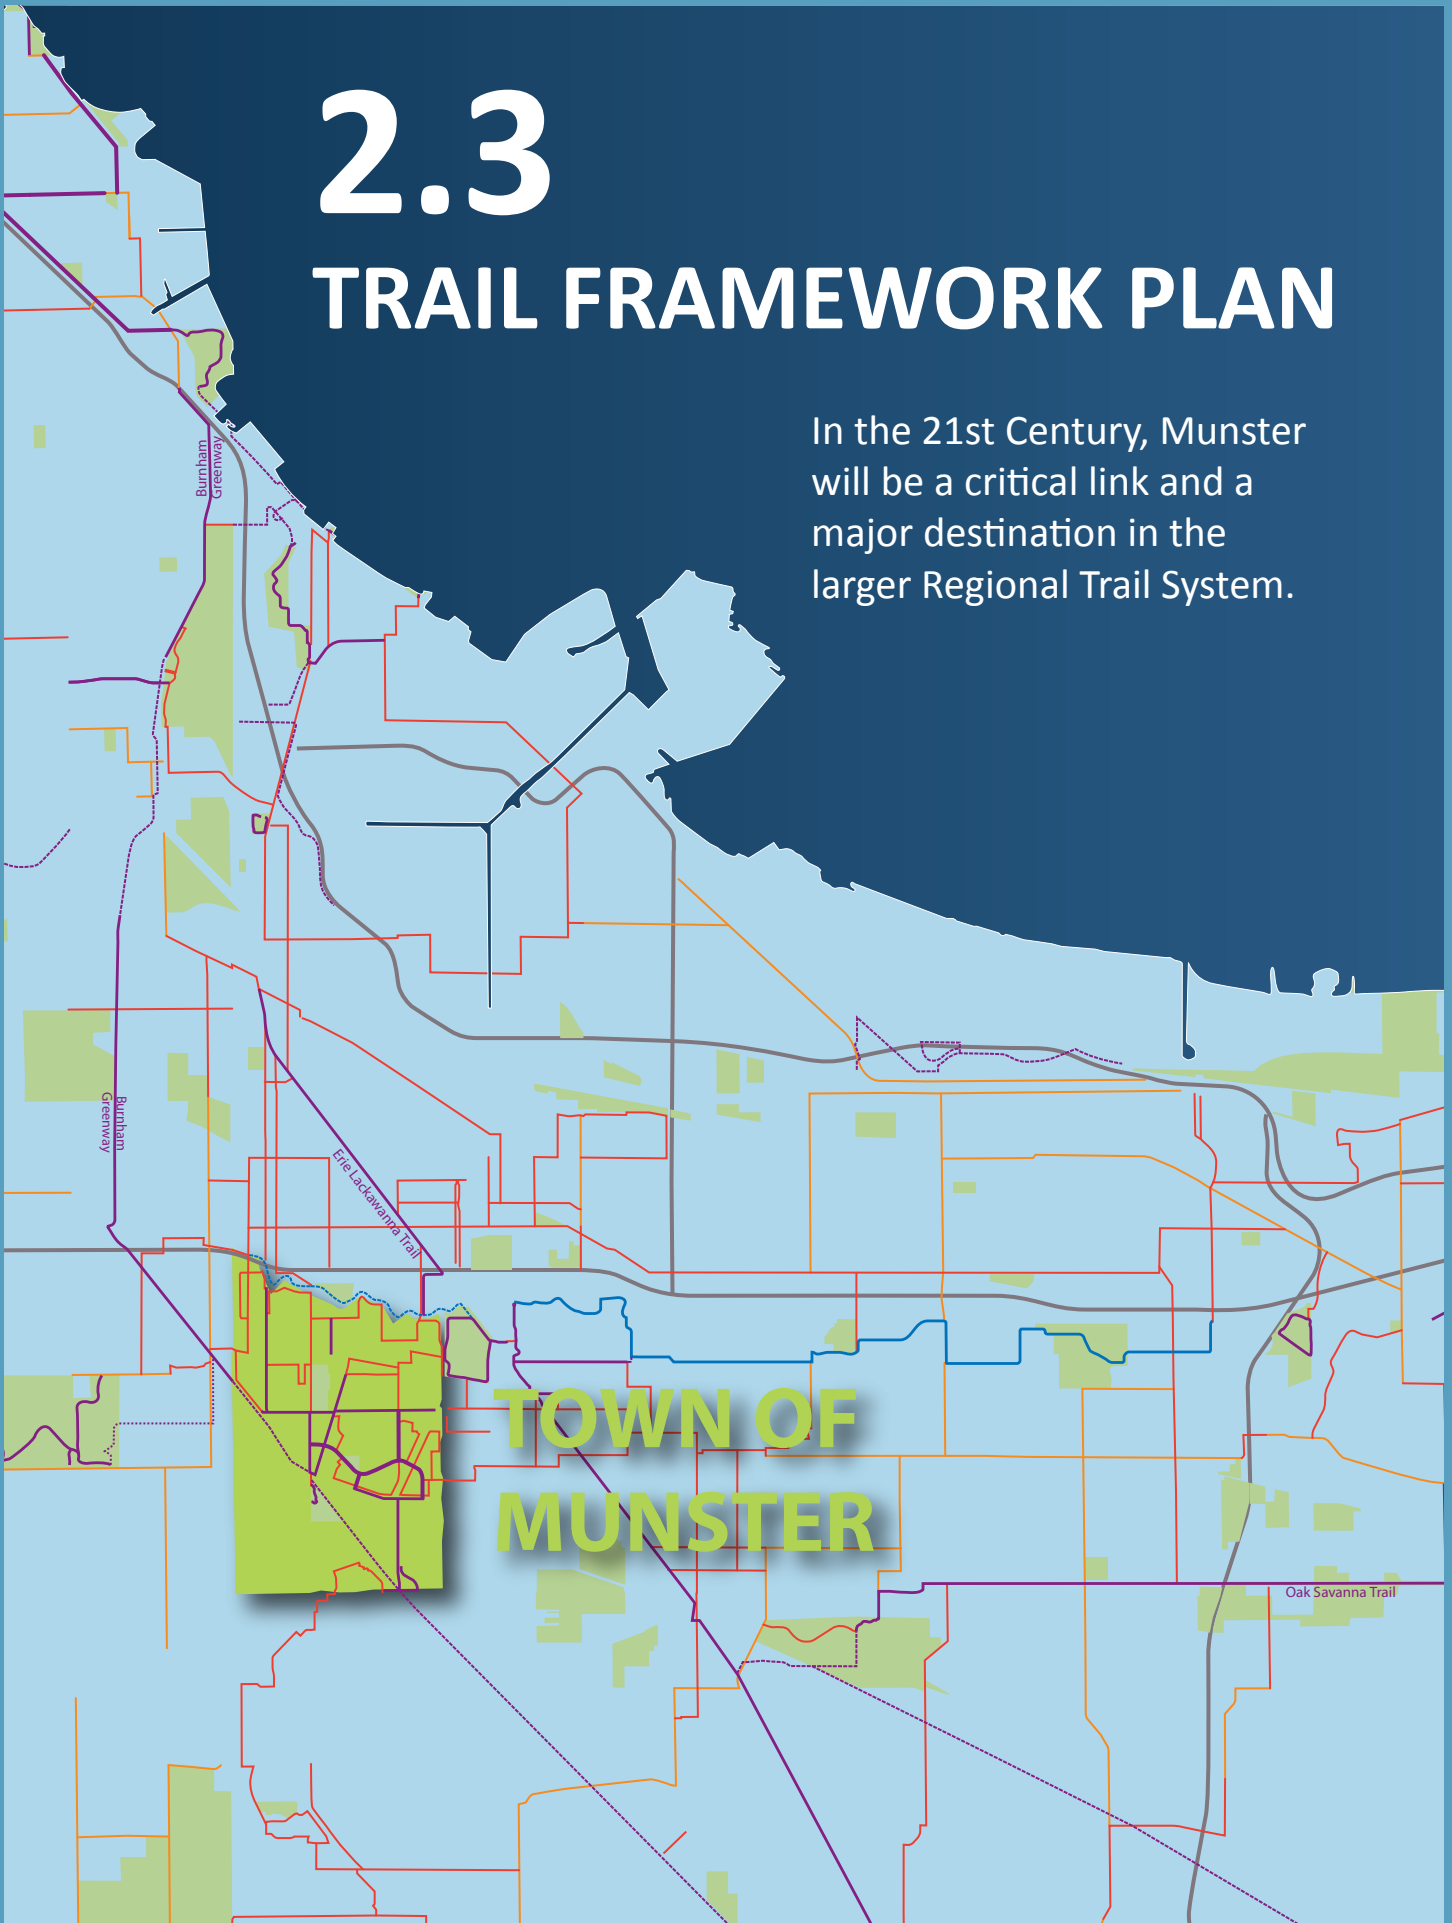 2.3
TRAIL FRAMEWORK PLAN
In the 21st Century, Munster
will be a critical link and a
major destination in the
larger Regional Trail System.
Burnham
Greenway
Burnham
Greenway
Erie Lackawanna Trail
TOWN OF
MUNSTER
Oak Savanna Trail